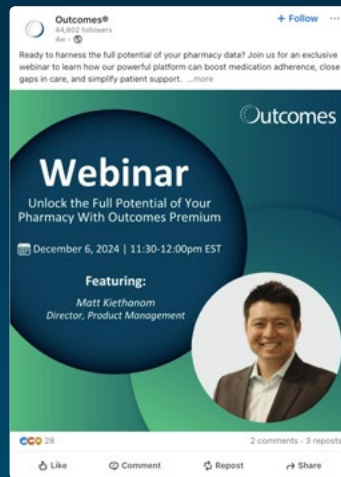 Outcomes®
+ Follow
44,802 followers
4w •
Ready to harness the full potential of your pharmacy data? Join us for an exclusive
webinar to learn how our powerful platform can boost medication adherence, close
gaps in care, and simplify patient support. ...more
Outcomes
Webinar
Unlock the Full Potential of Your
Pharmacy With Outcomes Premium
December 6, 2024 | 11:30-12:00pm EST
Featuring:
Matt Kiethanom
Director, Product Management
28
2 comments • 3 reposts
Like Comment Repost Share